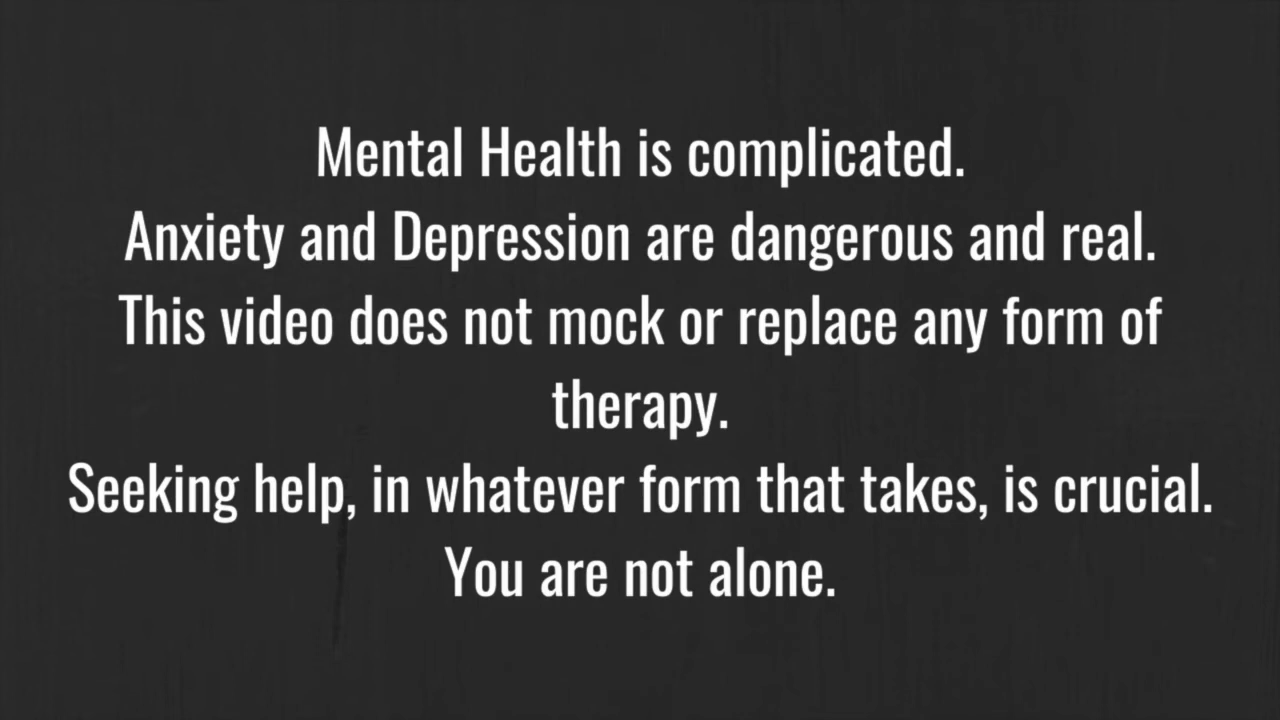 Mental Health is complicated.
Anxiety and Depression are dangerous and real.
This video does not mock or replace any form of
therapy.
Seeking help, in whatever form that takes, is crucial.
You are not alone.